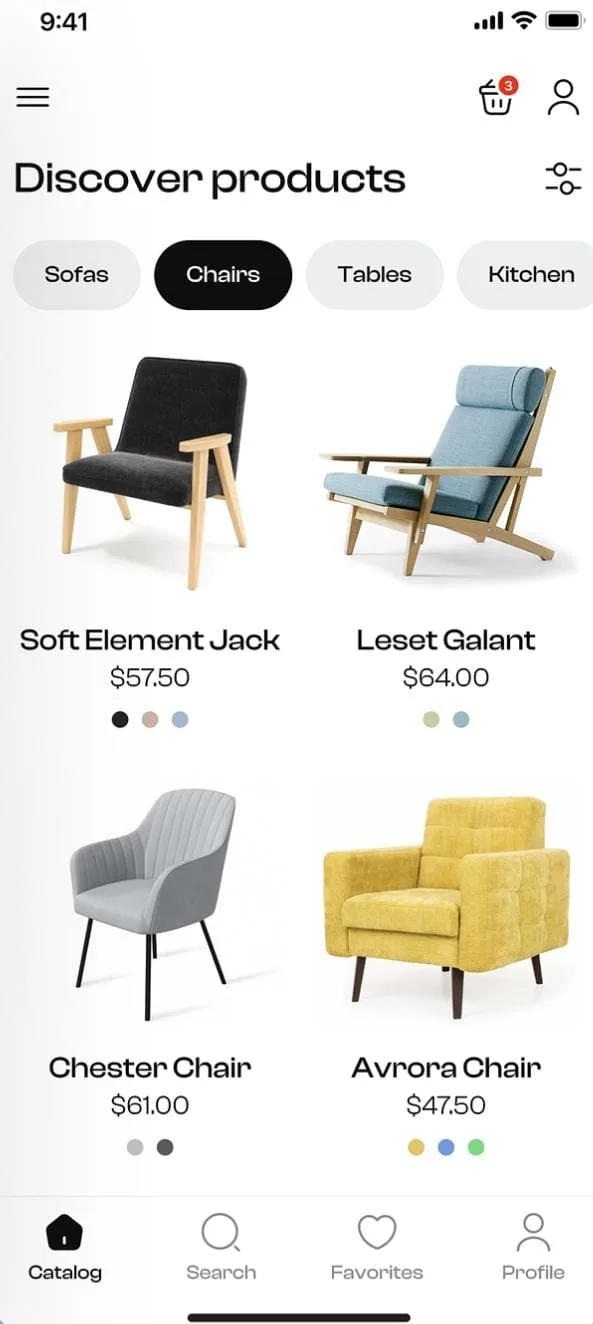 9:41
3
Discover products
Sofas Chairs Tables Kitchen
Soft Element Jack Leset Galant
$57.50 $64.00
Chester Chair Avrora Chair
$61.00 $47.50
Catalog Search Favorites Profile